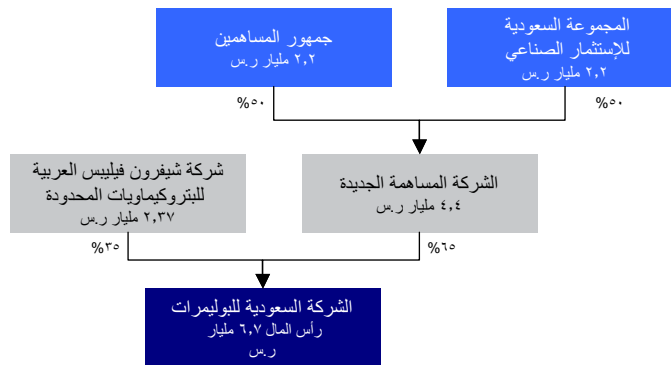 المجموعة السعودية
للإستثمار الصناعي
٢,٢ مليار ر.س
جمهور المساهمين
٢,٢ مليار ر.س
%٥٠
%٥٠
الشركة المساهمة الجديدة
٤,٤ مليار ر.س
شركة شيفرون فيليبس العربية
للبتروكيماويات المحدودة
٢,٣٧ مليار ر.س
%٦٥
%٣٥
الشركة السعودية للبوليمرات
رأس المال ٦,٧ مليار
ر.س